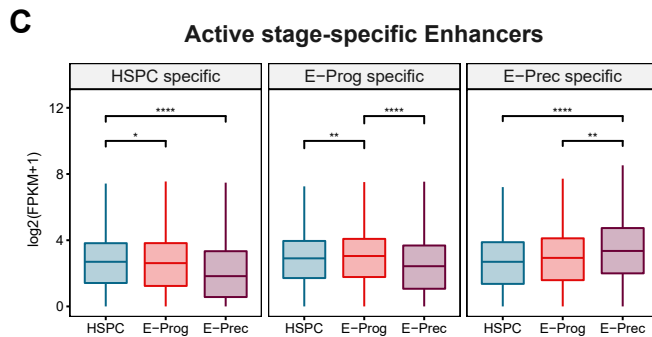 C
Active stage-specific Enhancers
HSPC specific
E-Prog specific
E-Prec specific
log2(FPKM+1)
12
8
4
0
****
*
****
**
****
**
HSPC E-Prog E-Prec
HSPC E-Prog E-Prec
HSPC E-Prog E-Prec